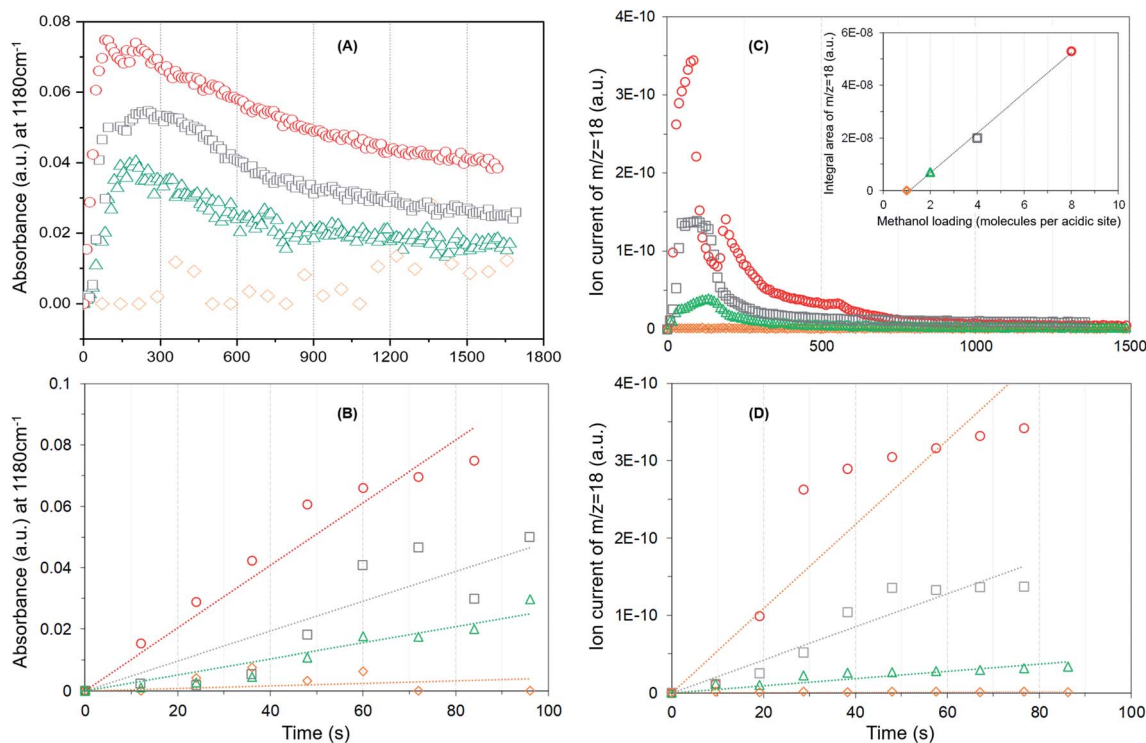 (A)
Absorbance (a.u.) at 1180cm⁻¹
0.08
0.06
0.04
0.02
0.00
0 300 600 900 1200 1500 1800
(C)
Ion current of m/z=18 (a.u.)
4E-10
3E-10
2E-10
1E-10
0
0 500 1000 1500
Integral area of m/z=18 (a.u.)
6E-08
4E-08
2E-08
0
0 2 4 6 8 10
Methanol loading (molecules per acidic site)
(B)
Absorbance (a.u.) at 1180cm⁻¹
0.1
0.08
0.06
0.04
0.02
0
0 20 40 60 80 100
Time (s)
(D)
Ion current of m/z=18 (a.u.)
4E-10
3E-10
2E-10
1E-10
0
0 20 40 60 80 100
Time (s)